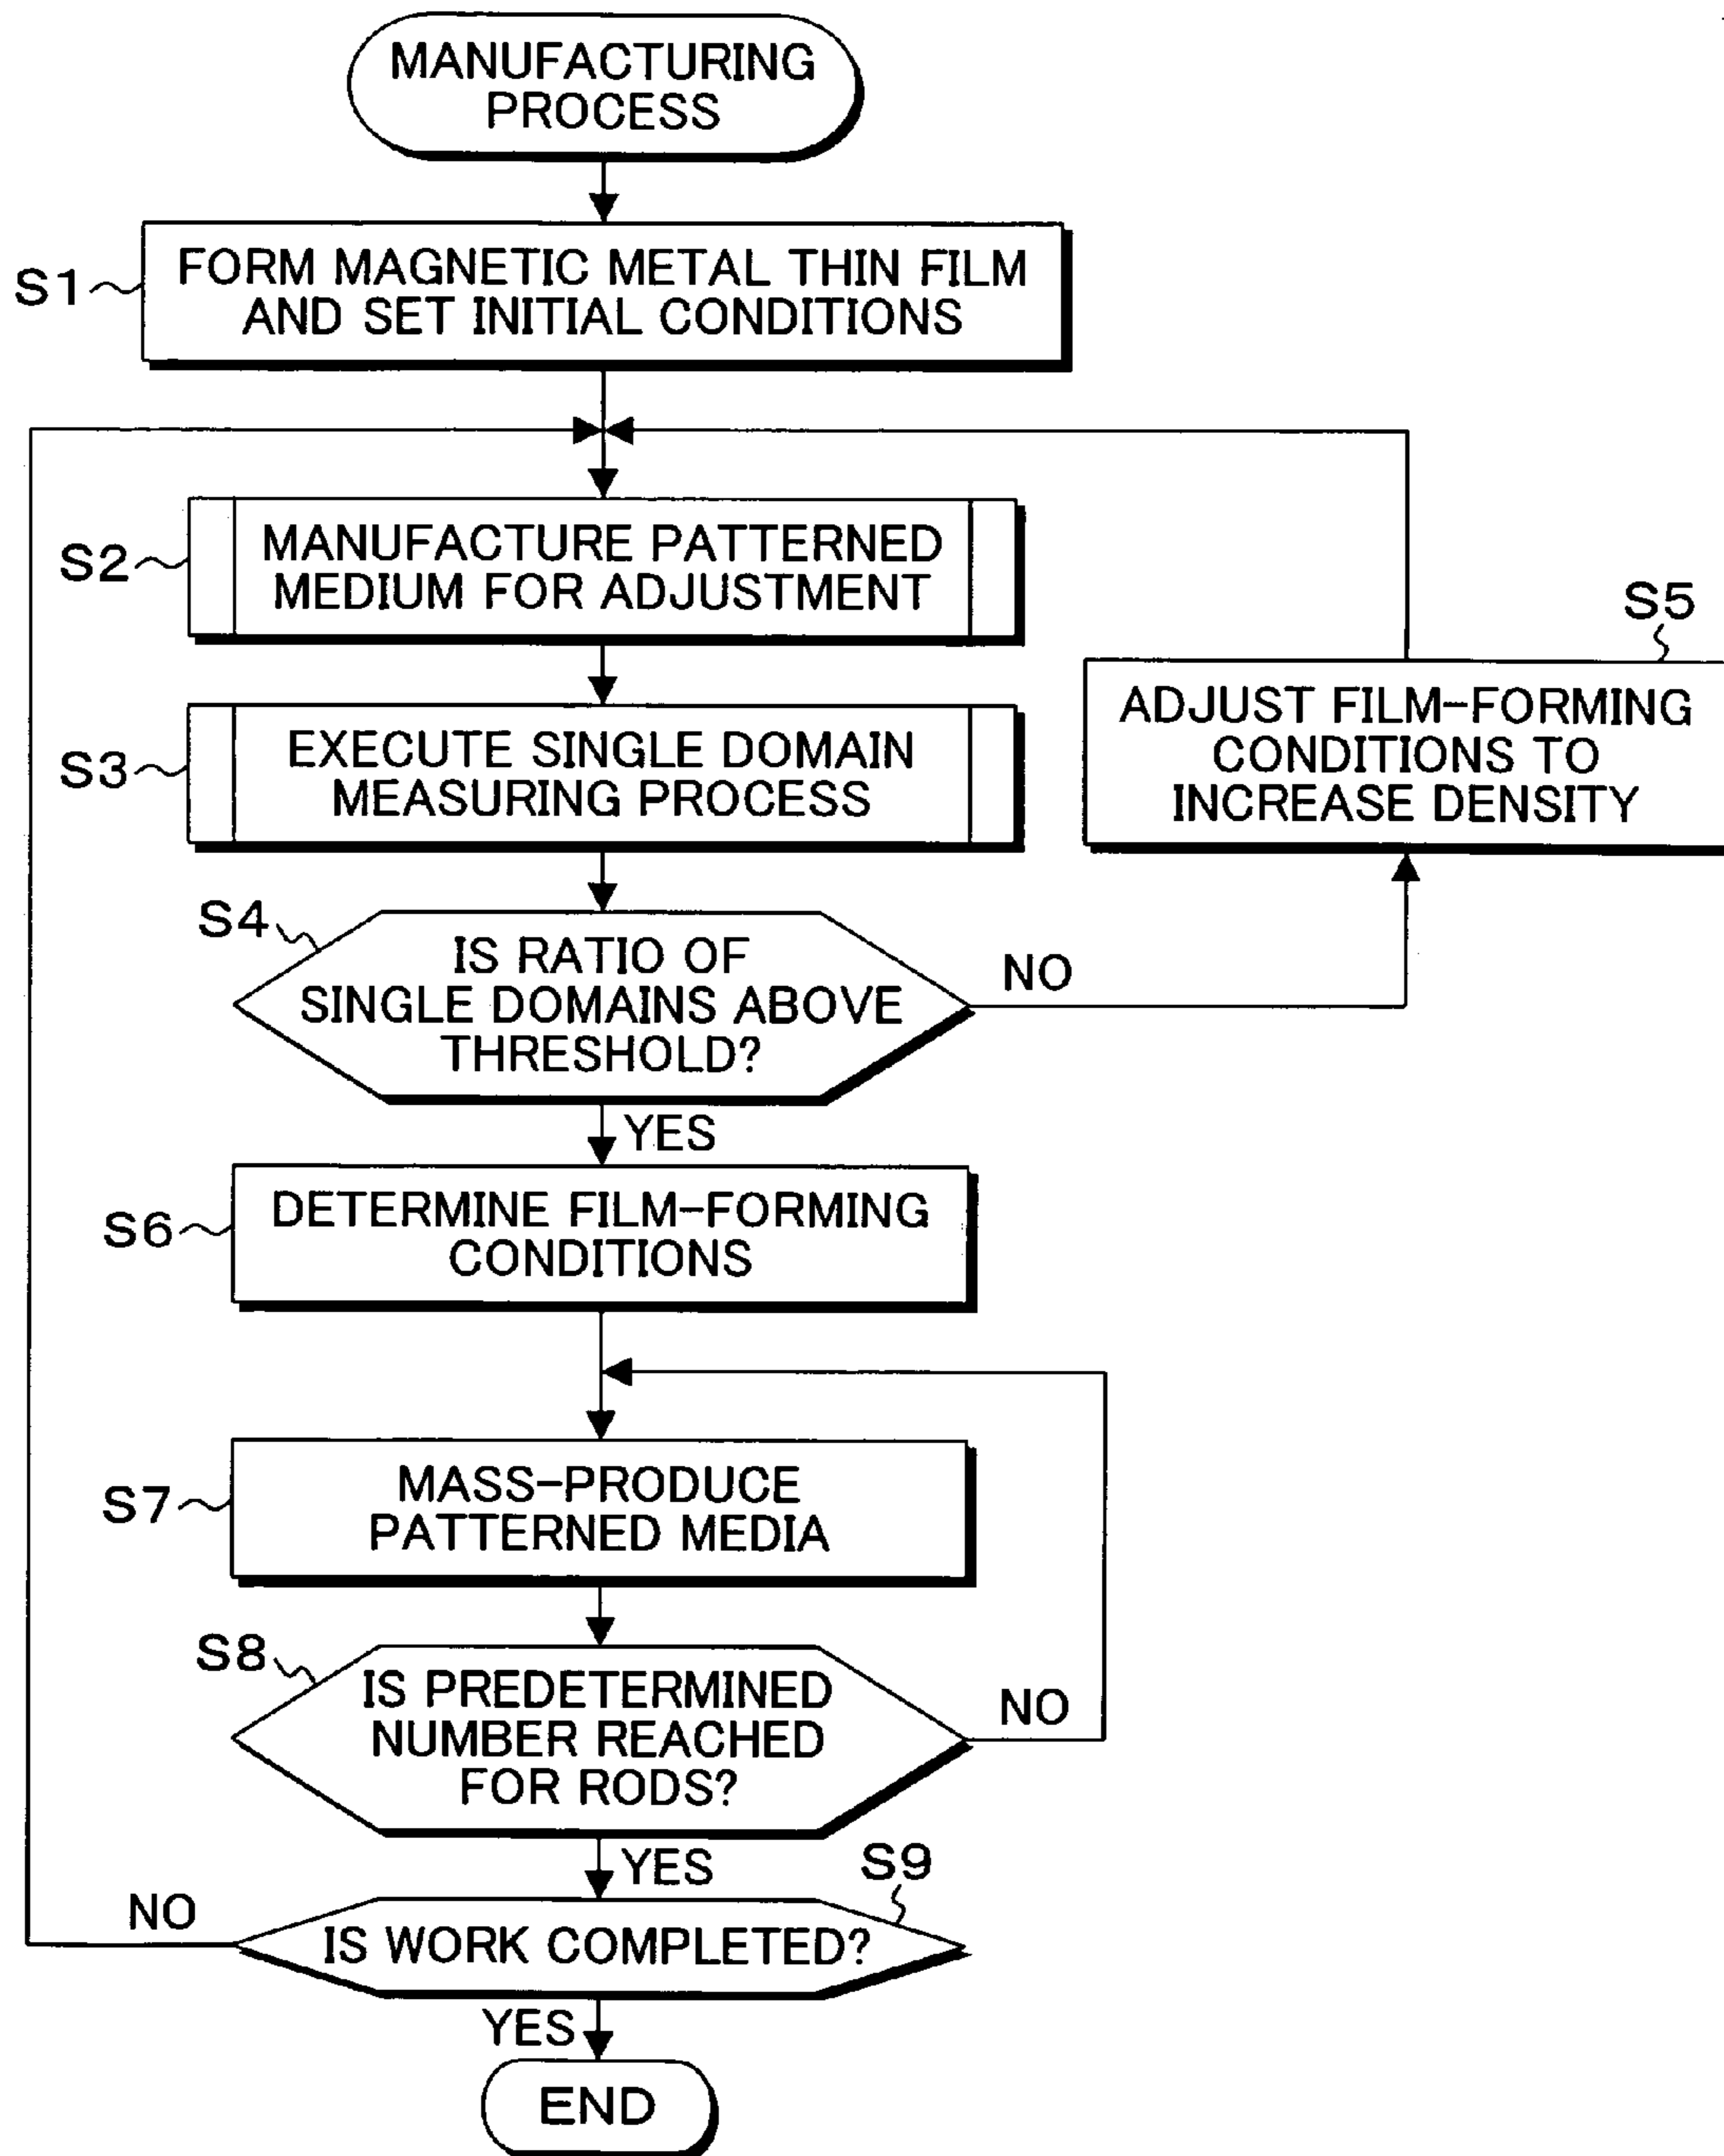 MANUFACTURING
PROCESS
S1
FORM MAGNETIC METAL THIN FILM
AND SET INITIAL CONDITIONS
S2
MANUFACTURE PATTERNED
MEDIUM FOR ADJUSTMENT
S3
EXECUTE SINGLE DOMAIN
MEASURING PROCESS
S5
ADJUST FILM-FORMING
CONDITIONS TO
INCREASE DENSITY
S4
IS RATIO OF
SINGLE DOMAINS ABOVE
THRESHOLD?
NO
YES
S6
DETERMINE FILM-FORMING
CONDITIONS
S7
MASS-PRODUCE
PATTERNED MEDIA
S8
IS PREDETERMINED
NUMBER REACHED
FOR RODS?
NO
YES
S9
NO
IS WORK COMPLETED?
YES
END